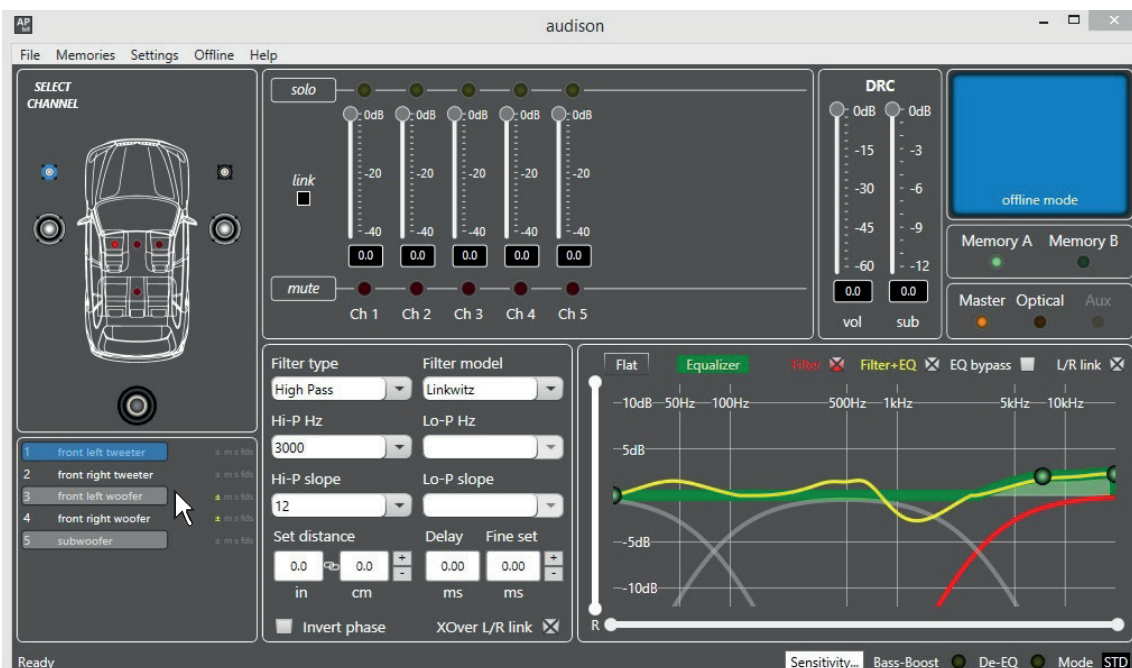 AP
bit
audison
File Memories Settings Offline Help
SELECT
CHANNEL
1 front left tweeter ± m s fds
2 front right tweeter ± m s fds
3 front left woofer ± m s fds
4 front right woofer ± m s fds
5 subwoofer ± m s fds
solo
0dB 0dB 0dB 0dB 0dB
-20 -20 -20 -20 -20
link
-40 -40 -40 -40 -40
0.0 0.0 0.0 0.0 0.0
mute
Ch 1 Ch 2 Ch 3 Ch 4 Ch 5
DRC
0dB 0dB
-15 -3
-30 -6
-45 -9
-60 -12
0.0 0.0
vol sub
offline mode
Memory A Memory B
Master Optical Aux
Filter type Filter model
High Pass Linkwitz
Hi-P Hz Lo-P Hz
3000
Hi-P slope Lo-P slope
12
Set distance Delay Fine set
0.0 0.0 + - 0.00 0.00 + -
in cm ms ms
Invert phase XOver L/R link
Flat Equalizer Filter Filter+EQ EQ bypass L/R link
10dB 50Hz 100Hz 500Hz 1kHz 5kHz 10kHz
5dB
-5dB
-10dB
R
Ready Sensitivity... Bass-Boost De-EQ Mode STD